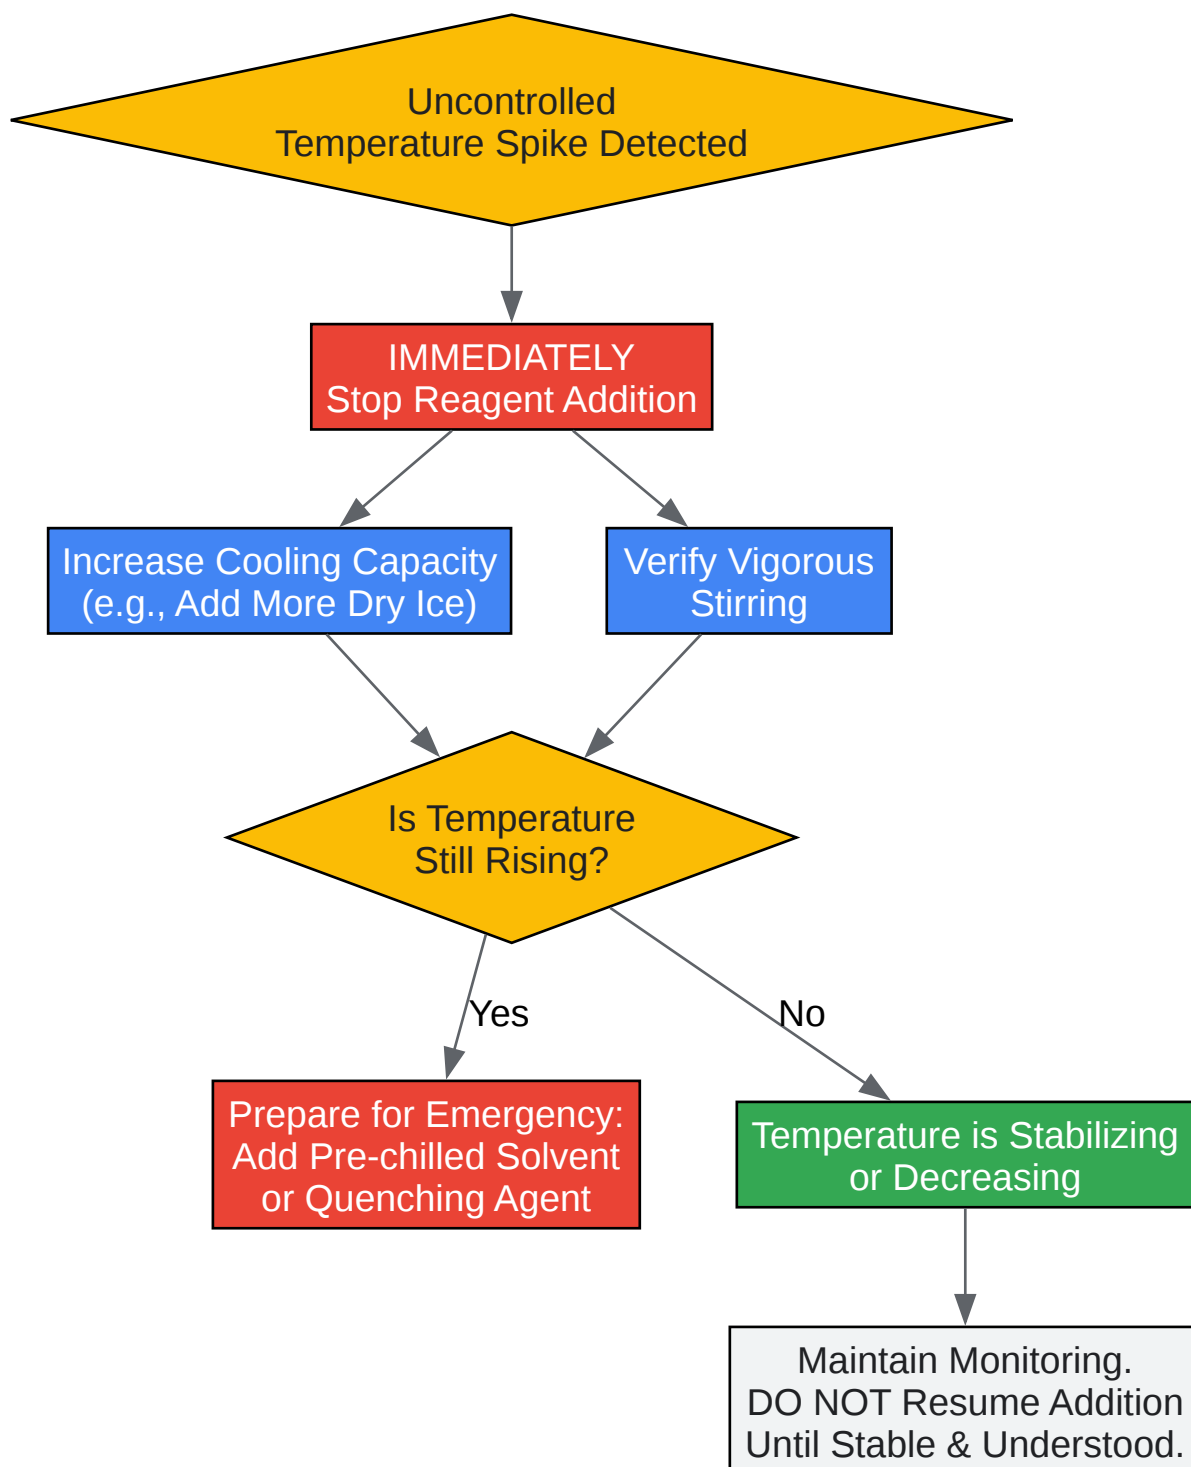 Uncontrolled
Temperature Spike Detected
IMMEDIATELY
Stop Reagent Addition
Increase Cooling Capacity
(e.g., Add More Dry Ice)
Verify Vigorous
Stirring
Is Temperature
Still Rising?
Yes
No
Prepare for Emergency:
Add Pre-chilled Solvent
or Quenching Agent
Temperature is Stabilizing
or Decreasing
Maintain Monitoring.
DO NOT Resume Addition
Until Stable & Understood.